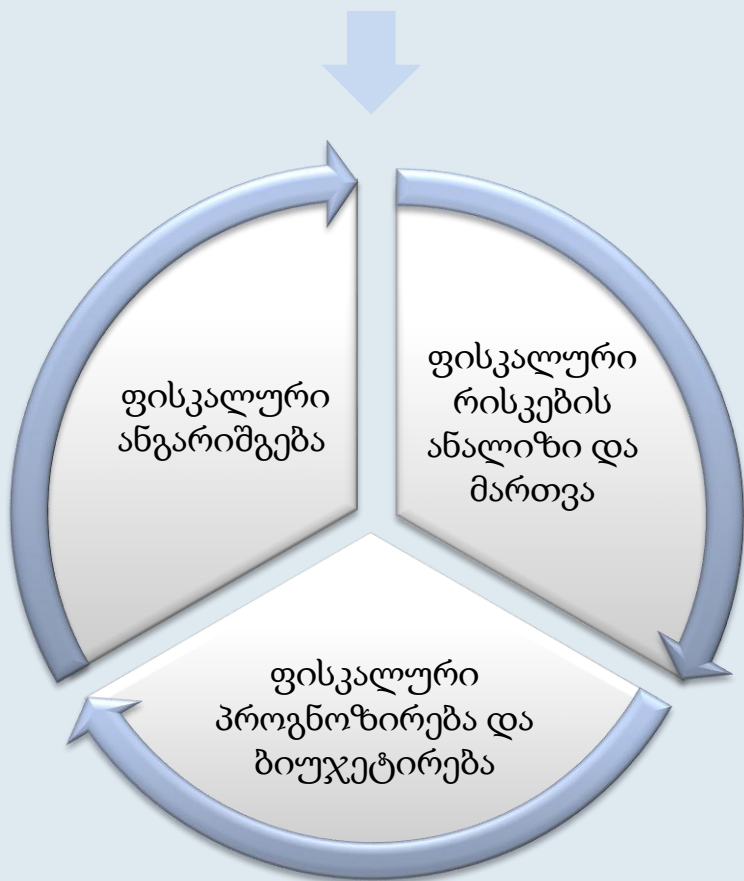 ფისკალური
ანგარიშგება
ფისკალური
რისკების
ანალიზი და
მართვა
ფისკალური
პროგნოზირება და
ბიუჯეტირება